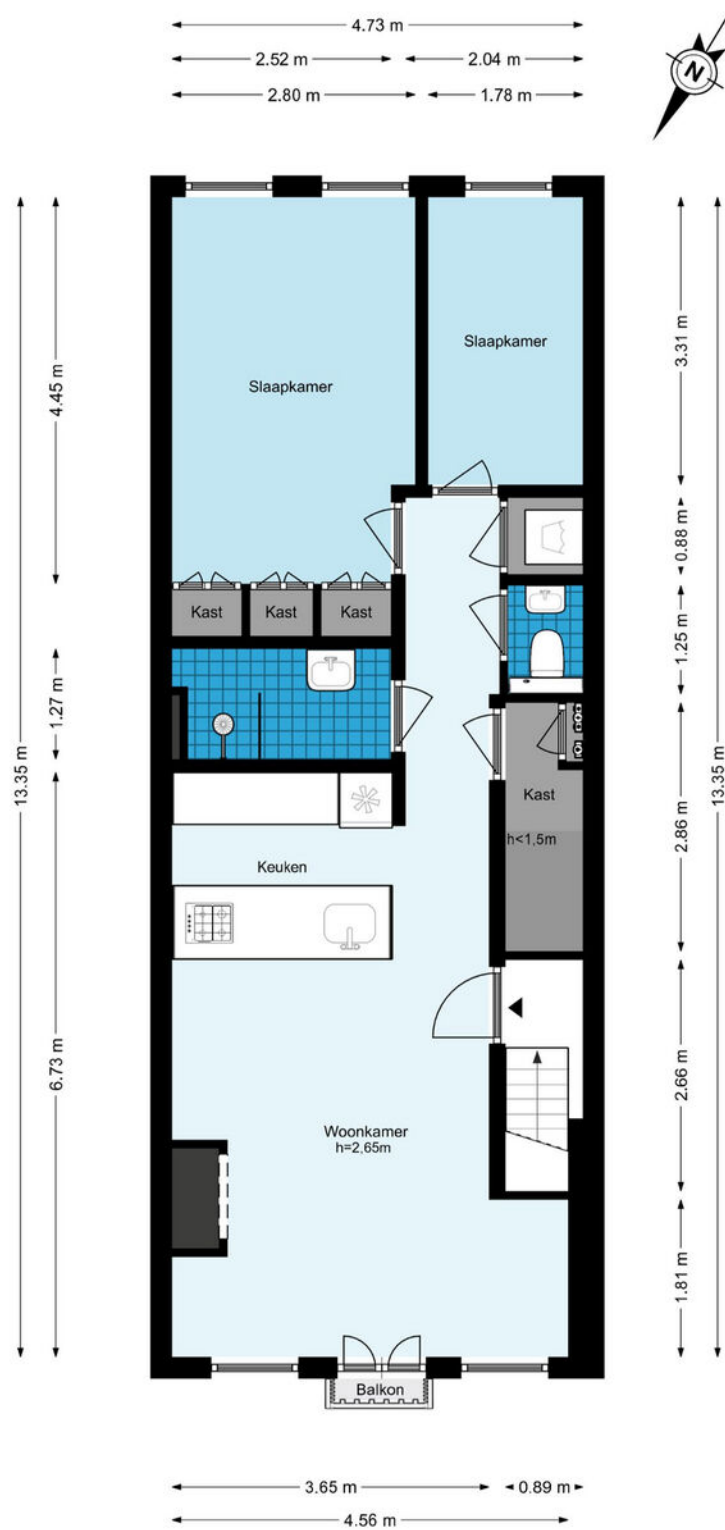 4.73 m
2.52 m
2.04 m
2.80 m
1.78 m
N
13.35 m
4.45 m
1.27 m
6.73 m
3.31 m
0.88 m
1.25 m
2.86 m
2.66 m
1.81 m
13.35 m
Slaapkamer
Slaapkamer
Kast
Kast
Kast
Kast
h<1,5m
Keuken
Woonkamer
h=2,65m
Balkon
3.65 m
0.89 m
4.56 m